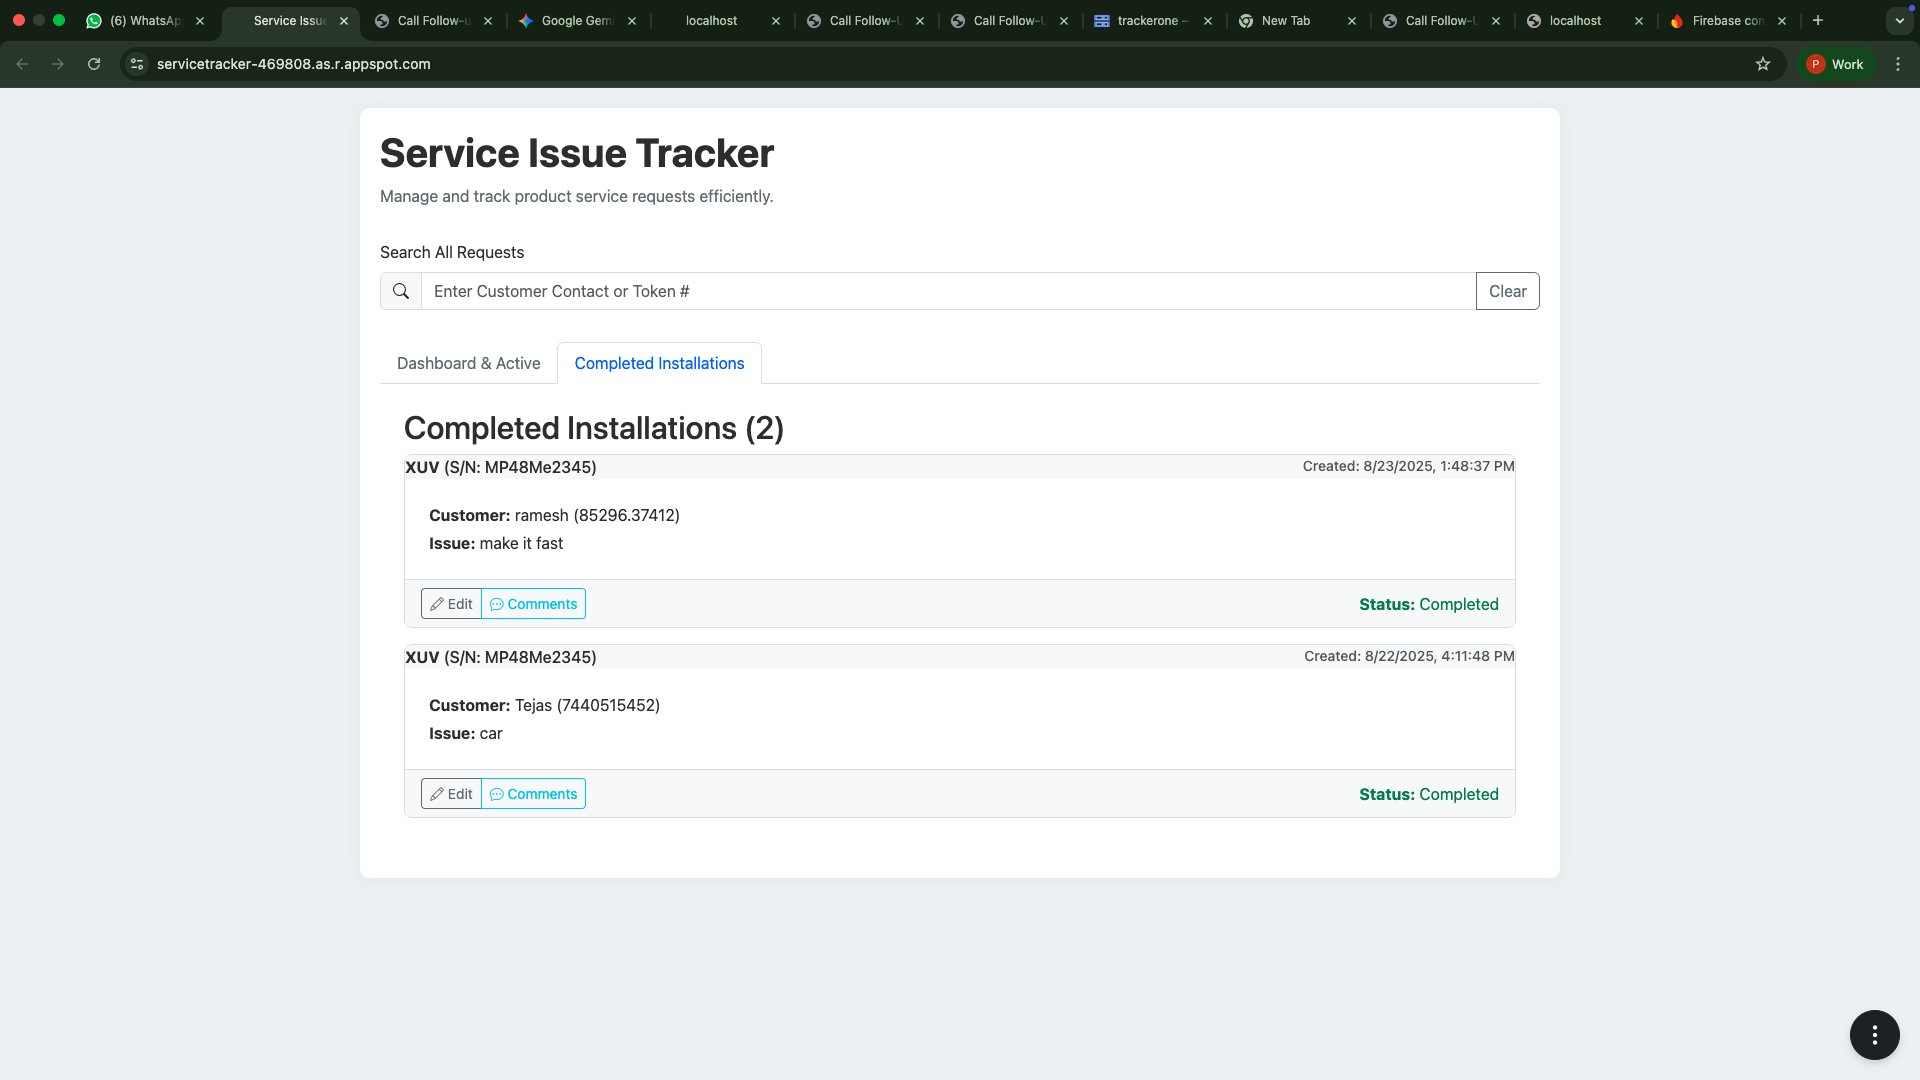 (6) WhatsAp
Service Issue
Call Follow-u
Google Gemi
localhost
Call Follow-U
Call Follow-U
trackerone –
New Tab
Call Follow-U
localhost
Firebase con
servicetracker-469808.as.r.appspot.com
P Work
Service Issue Tracker
Manage and track product service requests efficiently.
Search All Requests
Enter Customer Contact or Token #
Clear
Dashboard & Active
Completed Installations
Completed Installations (2)
XUV (S/N: MP48Me2345)
Created: 8/23/2025, 1:48:37 PM
Customer: ramesh (85296.37412)
Issue: make it fast
Edit
Comments
Status: Completed
XUV (S/N: MP48Me2345)
Created: 8/22/2025, 4:11:48 PM
Customer: Tejas (7440515452)
Issue: car
Edit
Comments
Status: Completed